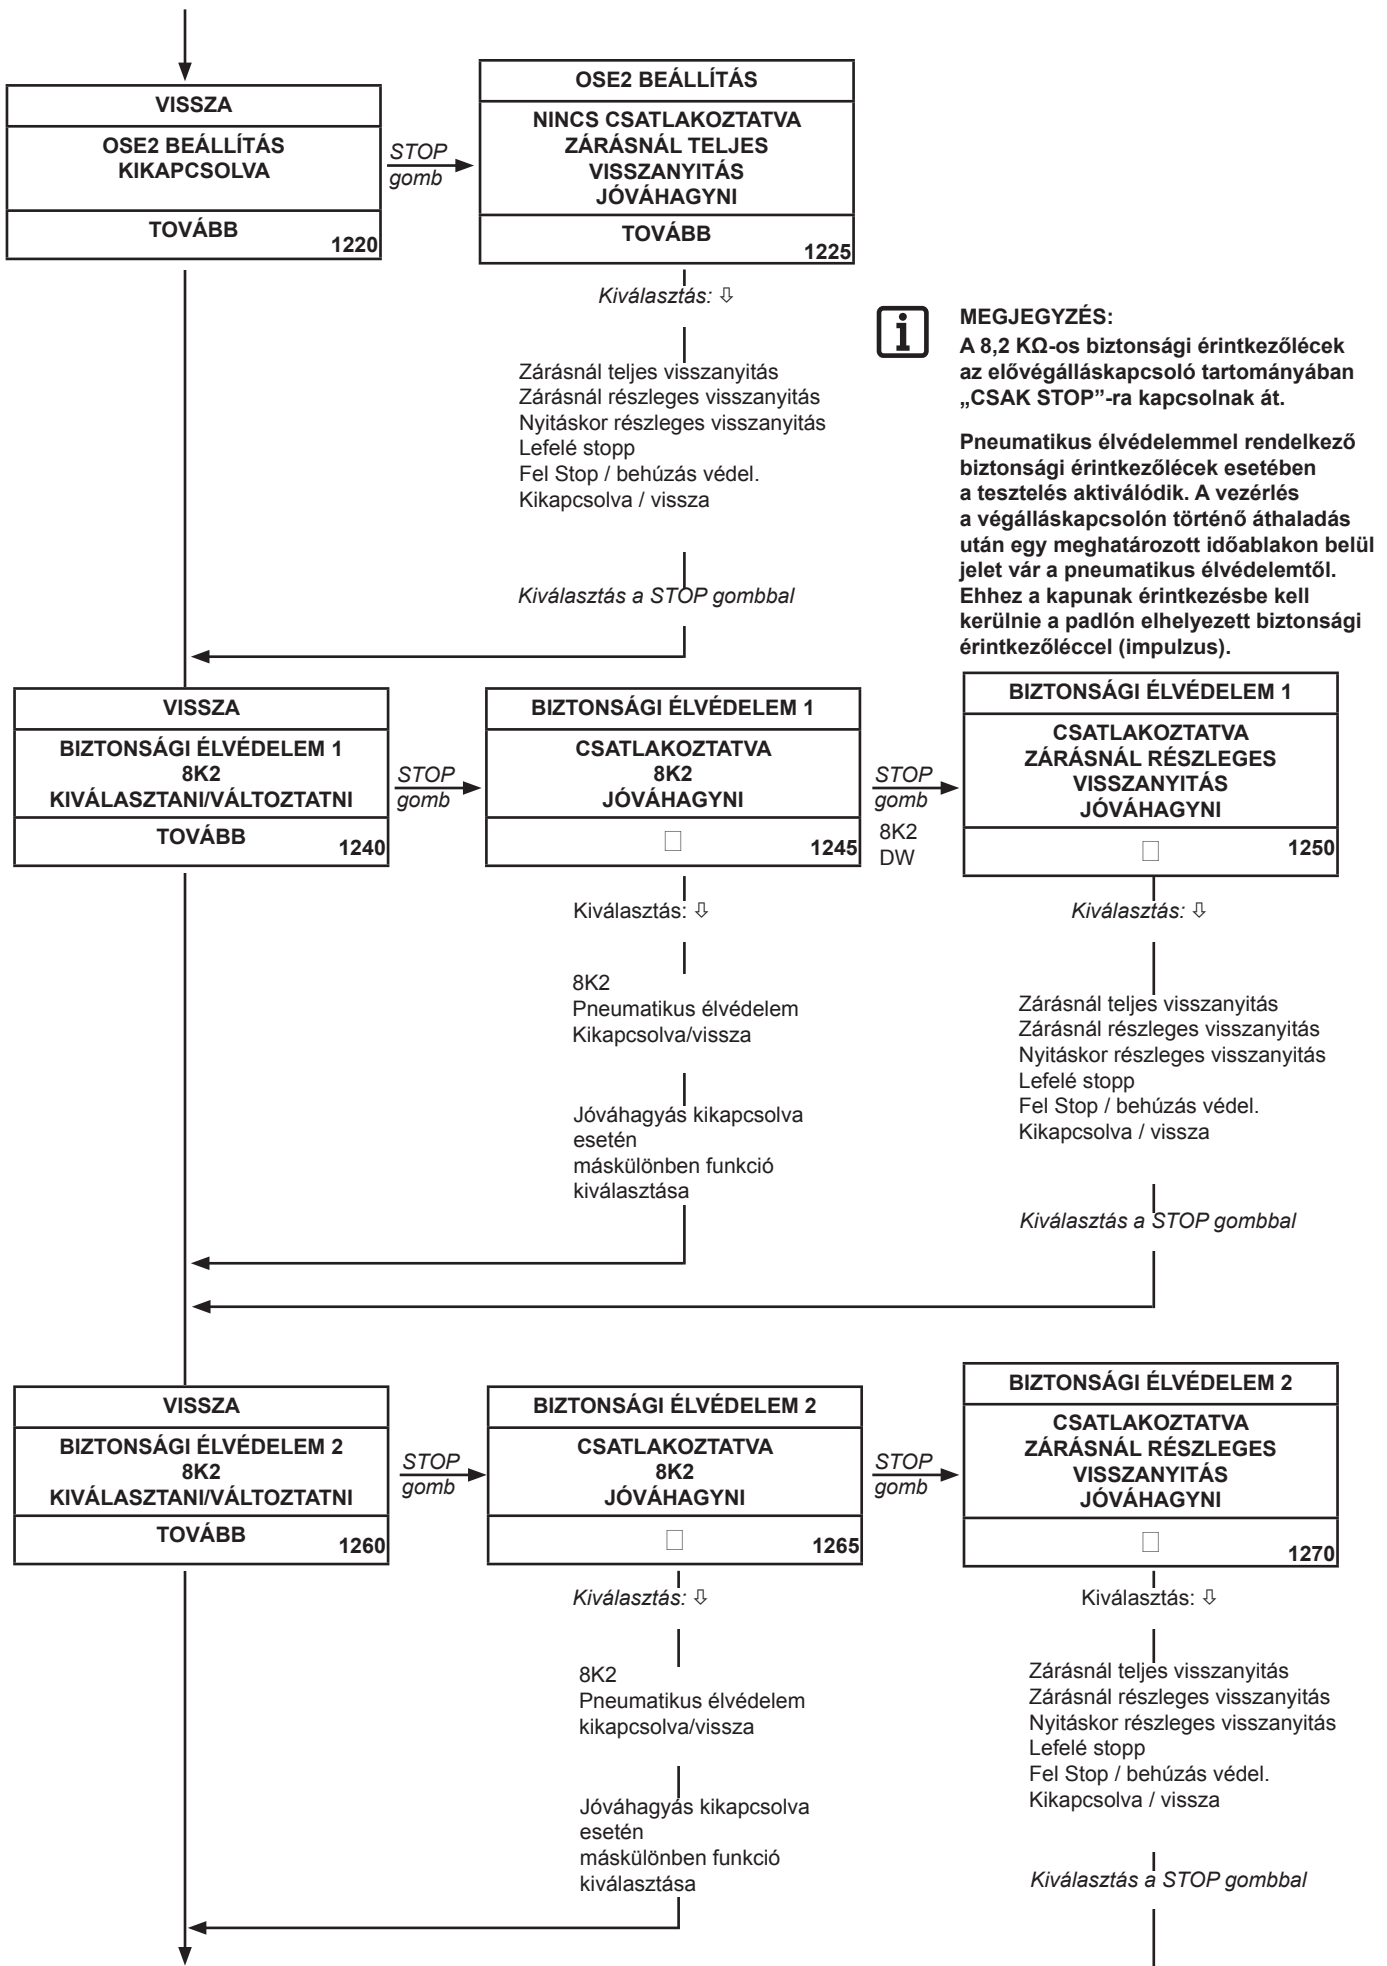 VISSZA
OSE2 BEÁLLÍTÁS
KIKAPCSOLVA
TOVÁBB
1220
STOP
gomb
OSE2 BEÁLLÍTÁS
NINCS CSATLAKOZTATVA
ZÁRÁSNÁL TELJES
VISSZANYITÁS
JÓVÁHAGYNI
TOVÁBB
1225
Kiválasztás: ⇩
Zárásnál teljes visszanyitás
Zárásnál részleges visszanyitás
Nyitáskor részleges visszanyitás
Lefelé stopp
Fel Stop / behúzás védel.
Kikapcsolva / vissza
Kiválasztás a STOP gombbal
i
MEGJEGYZÉS:
A 8,2 KΩ-os biztonsági érintkezőlécek
az elővégálláskapcsoló tartományában
„CSAK STOP”-ra kapcsolnak át.
Pneumatikus élvédelemmel rendelkező
biztonsági érintkezőlécek esetében
a tesztelés aktiválódik. A vezérlés
a végálláskapcsolón történő áthaladás
után egy meghatározott időablakon belül
jelet vár a pneumatikus élvédelemtől.
Ehhez a kapunak érintkezésbe kell
kerülnie a padlón elhelyezett biztonsági
érintkezőléccel (impulzus).
VISSZA
BIZTONSÁGI ÉLVÉDELEM 1
8K2
KIVÁLASZTANI/VÁLTOZTATNI
TOVÁBB
1240
STOP
gomb
BIZTONSÁGI ÉLVÉDELEM 1
CSATLAKOZTATVA
8K2
JÓVÁHAGYNI
1245
STOP
gomb
8K2
DW
BIZTONSÁGI ÉLVÉDELEM 1
CSATLAKOZTATVA
ZÁRÁSNÁL RÉSZLEGES
VISSZANYITÁS
JÓVÁHAGYNI
1250
Kiválasztás: ⇩
8K2
Pneumatikus élvédelem
Kikapcsolva/vissza
Jóváhagyás kikapcsolva
esetén
máskülönben funkció
kiválasztása
Kiválasztás: ⇩
Zárásnál teljes visszanyitás
Zárásnál részleges visszanyitás
Nyitáskor részleges visszanyitás
Lefelé stopp
Fel Stop / behúzás védel.
Kikapcsolva / vissza
Kiválasztás a STOP gombbal
VISSZA
BIZTONSÁGI ÉLVÉDELEM 2
8K2
KIVÁLASZTANI/VÁLTOZTATNI
TOVÁBB
1260
STOP
gomb
BIZTONSÁGI ÉLVÉDELEM 2
CSATLAKOZTATVA
8K2
JÓVÁHAGYNI
1265
STOP
gomb
BIZTONSÁGI ÉLVÉDELEM 2
CSATLAKOZTATVA
ZÁRÁSNÁL RÉSZLEGES
VISSZANYITÁS
JÓVÁHAGYNI
1270
Kiválasztás: ⇩
8K2
Pneumatikus élvédelem
kikapcsolva/vissza
Jóváhagyás kikapcsolva
esetén
máskülönben funkció
kiválasztása
Kiválasztás: ⇩
Zárásnál teljes visszanyitás
Zárásnál részleges visszanyitás
Nyitáskor részleges visszanyitás
Lefelé stopp
Fel Stop / behúzás védel.
Kikapcsolva / vissza
Kiválasztás a STOP gombbal